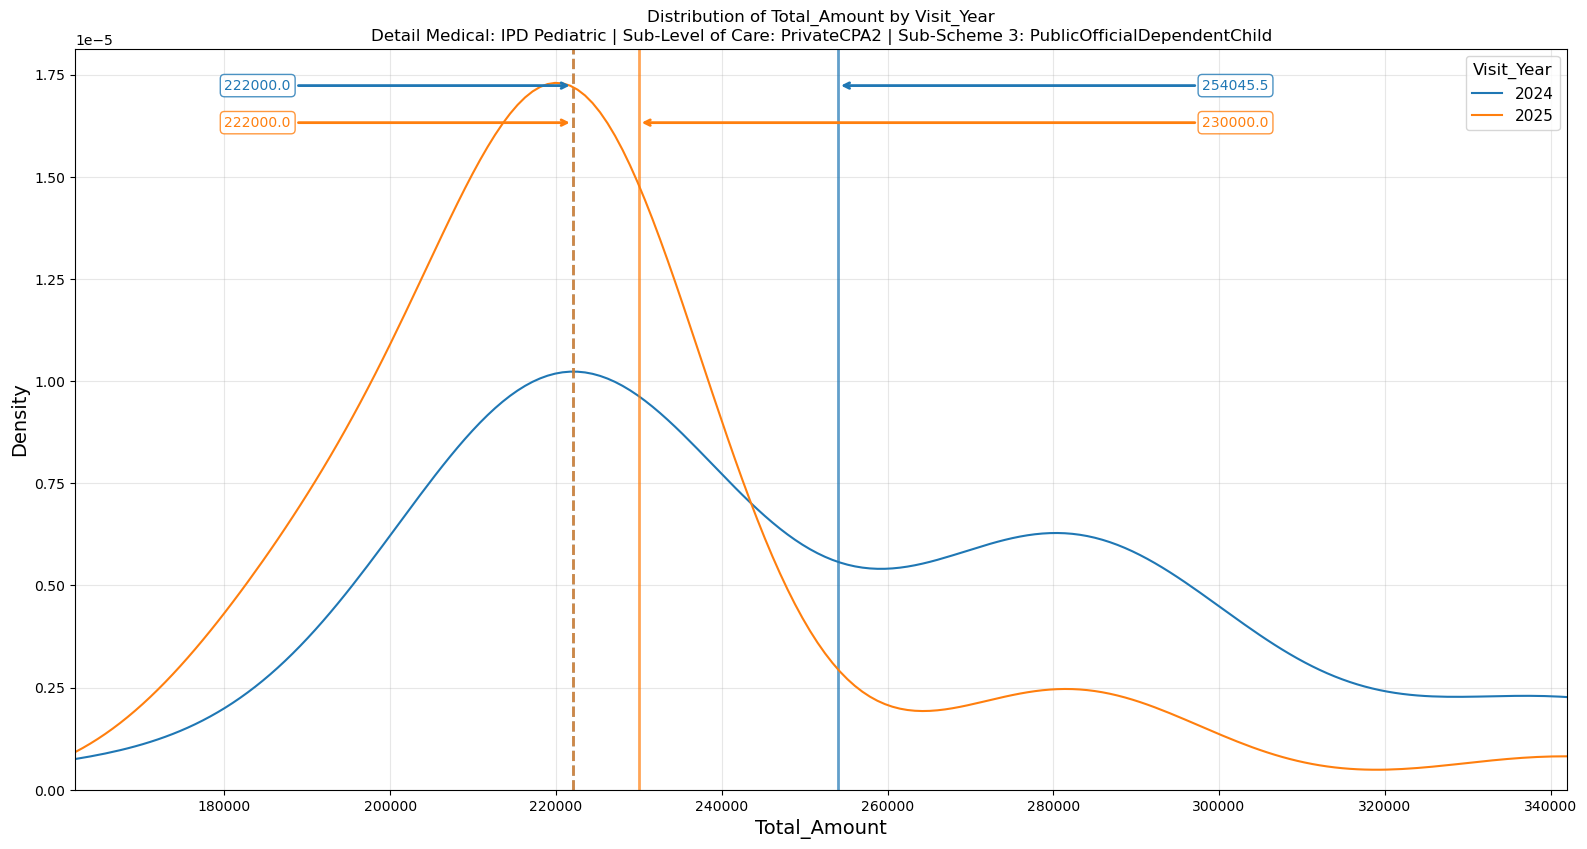 Distribution of Total_Amount by Visit_Year
Detail Medical: IPD Pediatric | Sub-Level of Care: PrivateCPA2 | Sub-Scheme 3: PublicOfficialDependentChild
1e−5
Visit_Year
2024
2025
222000.0
254045.5
222000.0
230000.0
1.75
1.50
1.25
1.00
0.75
0.50
0.25
0.00
Density
180000 200000 220000 240000 260000 280000 300000 320000 340000
Total_Amount